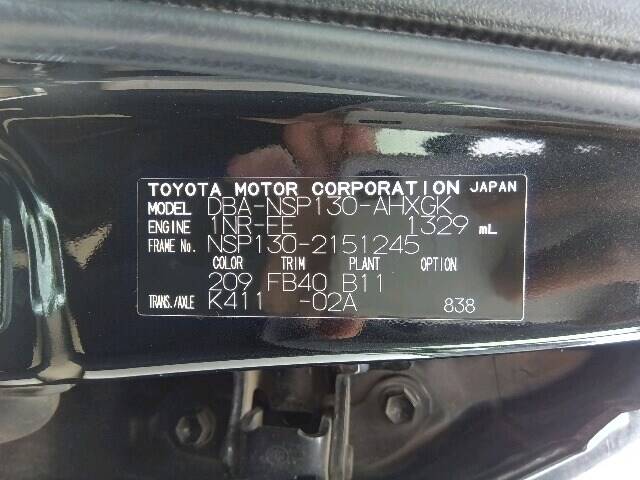 TOYOTA MOTOR CORPORATION JAPAN
MODEL DBA-NSP130-AHXGK
ENGINE 1NR-FE 1329 mL
FRAME No. NSP130-2151245
COLOR TRIM PLANT OPTION
209 FB40 B11
TRANS./AXLE K411 -02A 838